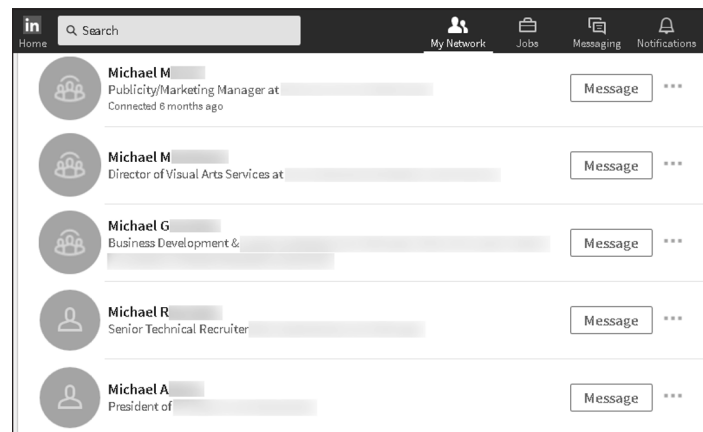 in
Home
Search
My Network
Jobs
Messaging
Notifications
Michael M
Publicity/Marketing Manager at
Connected 6 months ago
Message
Michael M
Director of Visual Arts Services at
Message
Michael G
Business Development &
Message
Michael R
Senior Technical Recruiter
Message
Michael A
President of
Message